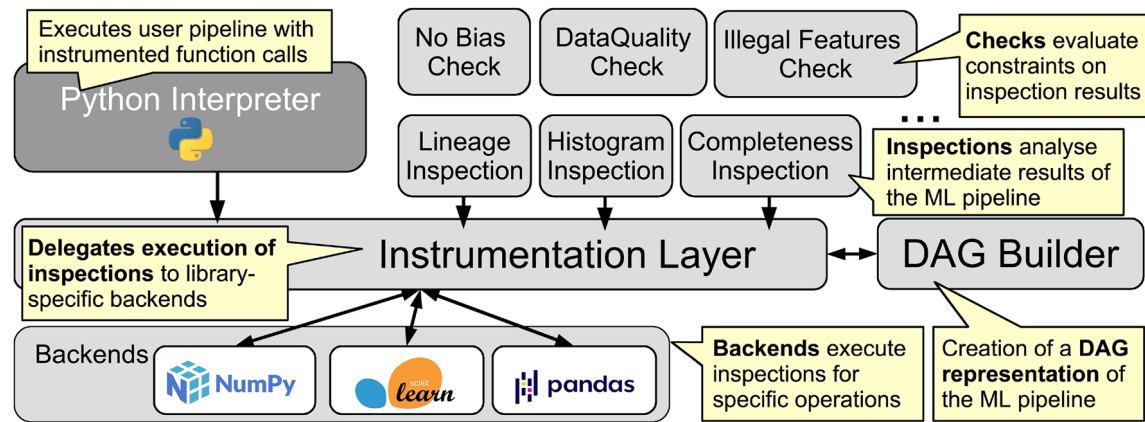 Executes user pipeline with
instrumented function calls
Python Interpreter
No Bias
Check
DataQuality
Check
Illegal Features
Check
Checks evaluate
constraints on
inspection results
...
Lineage
Inspection
Histogram
Inspection
Completeness
Inspection
Inspections analyse
intermediate results of
the ML pipeline
Delegates execution of
inspections to library-
specific backends
Instrumentation Layer
DAG Builder
Backends
NumPy
scikit
learn
pandas
Backends execute
inspections for
specific operations
Creation of a DAG
representation of
the ML pipeline